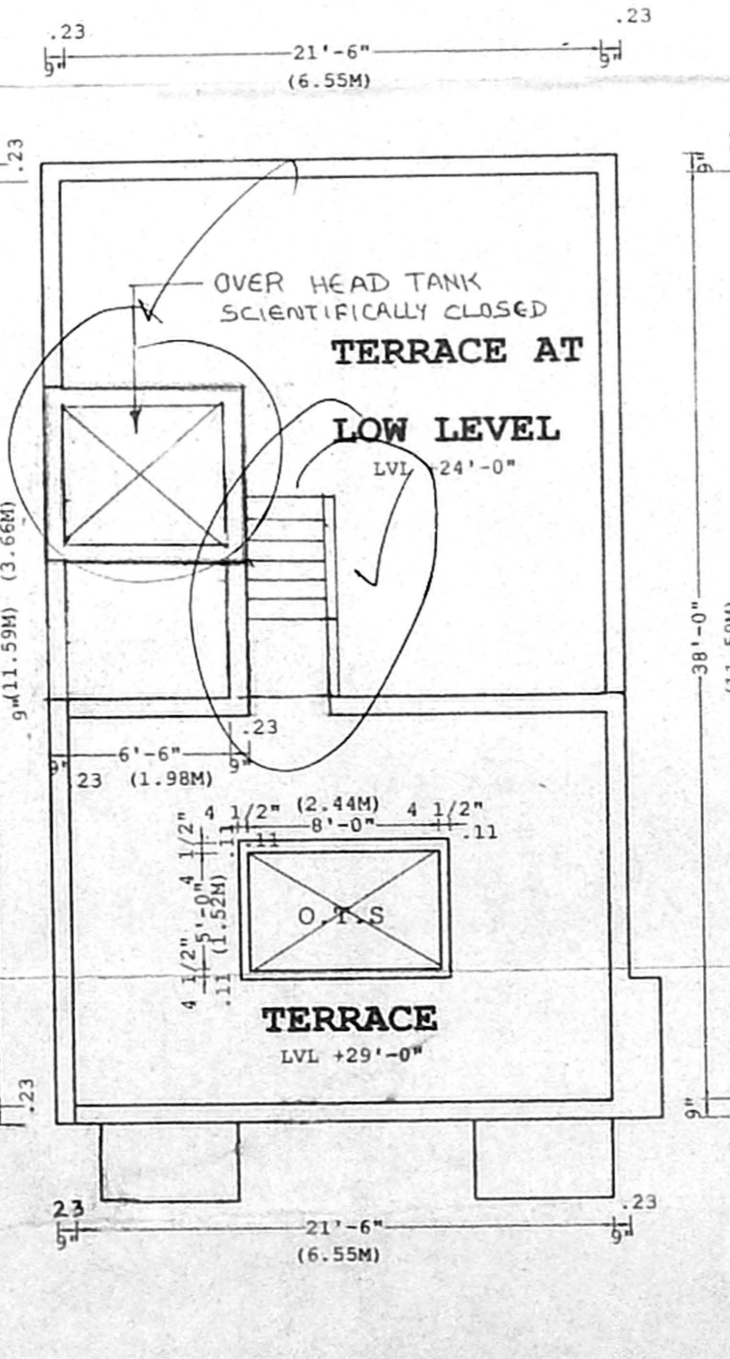 .23
.23
9" 21'-6" 9"
(6.55M)
.23
9"
OVER HEAD TANK
SCIENTIFICALLY CLOSED
TERRACE AT
LOW LEVEL
LVL +24'-0"
(3.66M)
9" (11.59M)
38'-0"
.23
9" 6'-6" 9"
.23 (1.98M)
4 1/2" (2.44M) 4 1/2"
8'-0"
.11 .11
4 1/2"
.11
5'-0"
(1.52M)
4 1/2"
.11
O.T.S
TERRACE
LVL +29'-0"
.23
9"
23
.23
9" 21'-6" 9"
(6.55M)